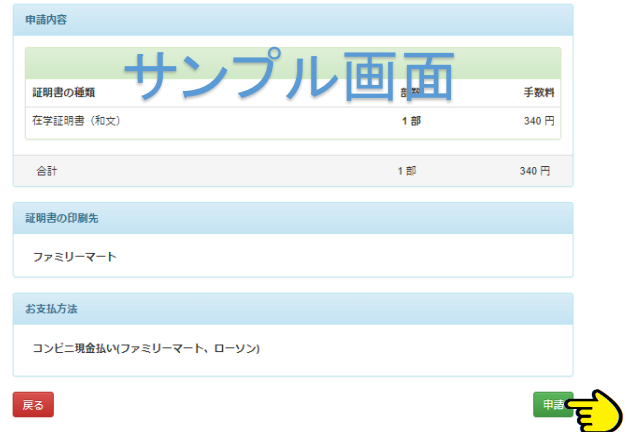 申請内容
サンプル画面
証明書の種類 部数 手数料
在学証明書（和文） 1 部 340 円
合計 1 部 340 円
証明書の印刷先
ファミリーマート
お支払方法
コンビニ現金払い(ファミリーマート、ローソン)
戻る 申請